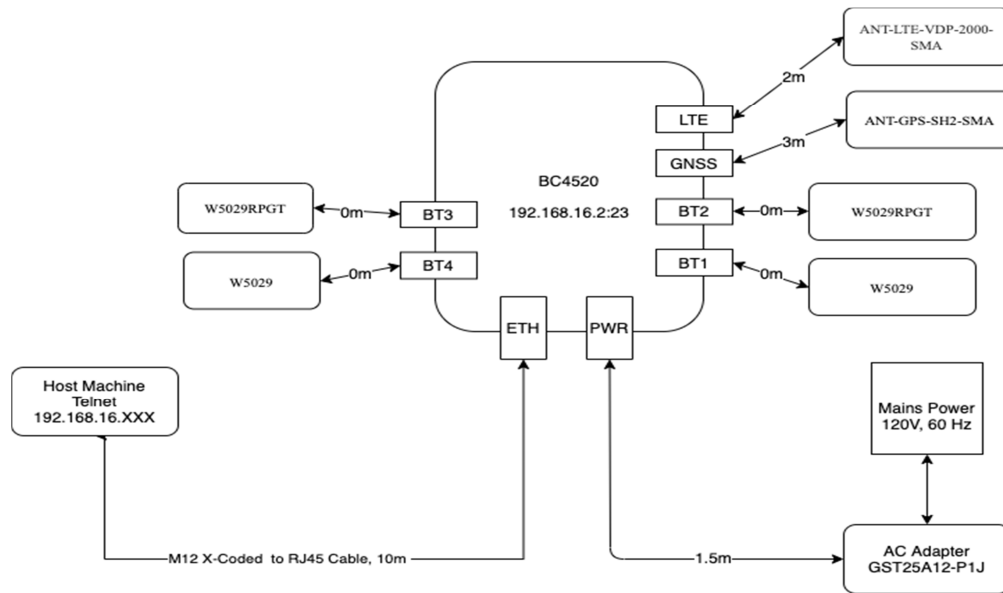 ANT-LTE-VDP-2000-
SMA
2m
LTE
ANT-GPS-SH2-SMA
3m
GNSS
BC4520
192.168.16.2:23
W5029RPGT
0m
BT3
BT2
0m
W5029RPGT
W5029
0m
BT4
BT1
0m
W5029
ETH
PWR
Host Machine
Telnet
192.168.16.XXX
Mains Power
120V, 60 Hz
M12 X-Coded to RJ45 Cable, 10m
1.5m
AC Adapter
GST25A12-P1J